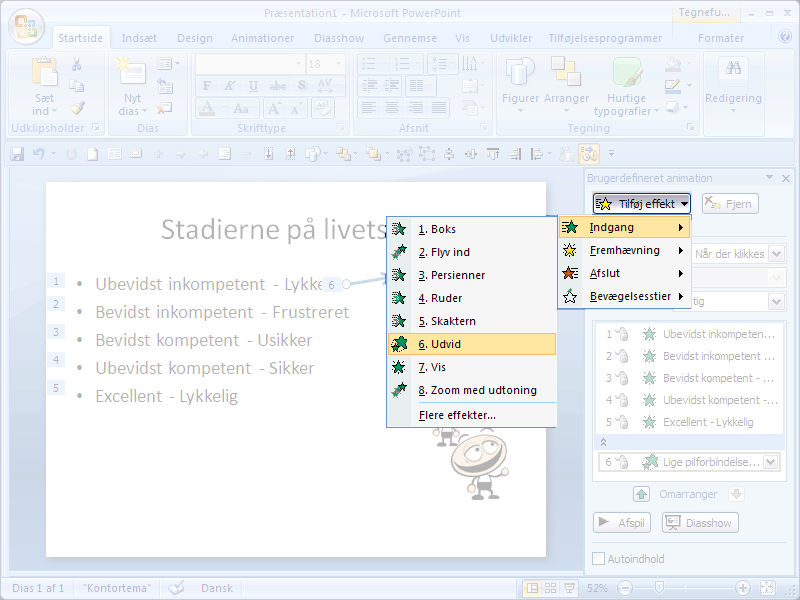 Præsentation1 - Microsoft PowerPoint
Tegnefu...
Startside Indsæt Design Animationer Diasshow Gennemse Vis Udvikler Tilføjelsesprogrammer Formater
Sæt ind
Udklipsholder
Nyt dias
Dias
18
F K U abc S AV
A Aa A A
Skrifttype
Afsnit
Figurer Arranger Hurtige typografier
Tegning
Redigering
Brugerdefineret animation
Tilføj effekt
Fjern
Indgang
Fremhævning
Afslut
Bevægelsesstier
Når der klikkes
tig
1. Boks
2. Flyv ind
3. Persienner
4. Ruder
5. Skaktern
6. Udvid
7. Vis
8. Zoom med udtoning
Flere effekter...
Stadierne på livets
1 • Ubevidst inkompetent - Lykke 6
2 • Bevidst inkompetent - Frustreret
3 • Bevidst kompetent - Usikker
4 • Ubevidst kompetent - Sikker
5 • Excellent - Lykkelig
1 Ubevidst inkompeten...
2 Bevidst inkompetent ...
3 Bevidst kompetent - ...
4 Ubevidst kompetent -...
5 Excellent - Lykkelig
6 Lige pilforbindelse...
Omarranger
Afspil
Diasshow
Autoindhold
Dias 1 af 1 "Kontortema" Dansk 52%